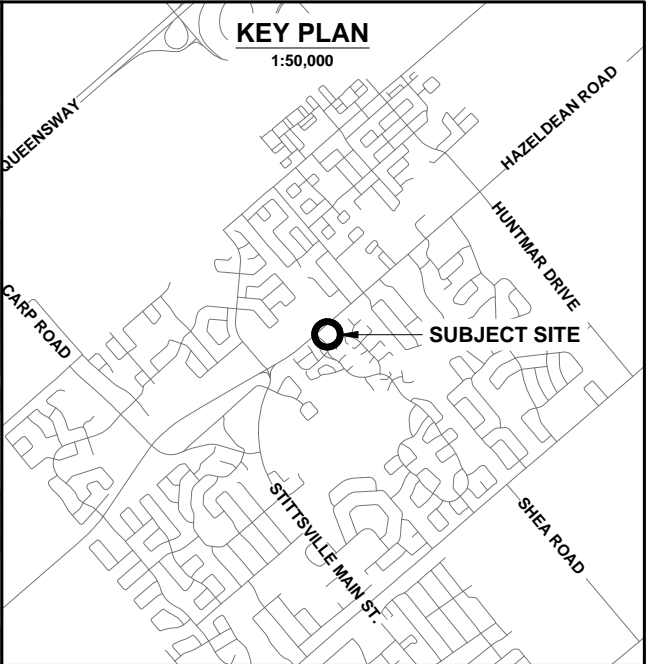 KEY PLAN
1:50,000
QUEENSWAY
HAZELDEAN ROAD
HUNTMAR DRIVE
CARP ROAD
SUBJECT SITE
STITTSVILLE MAIN ST.
SHEA ROAD